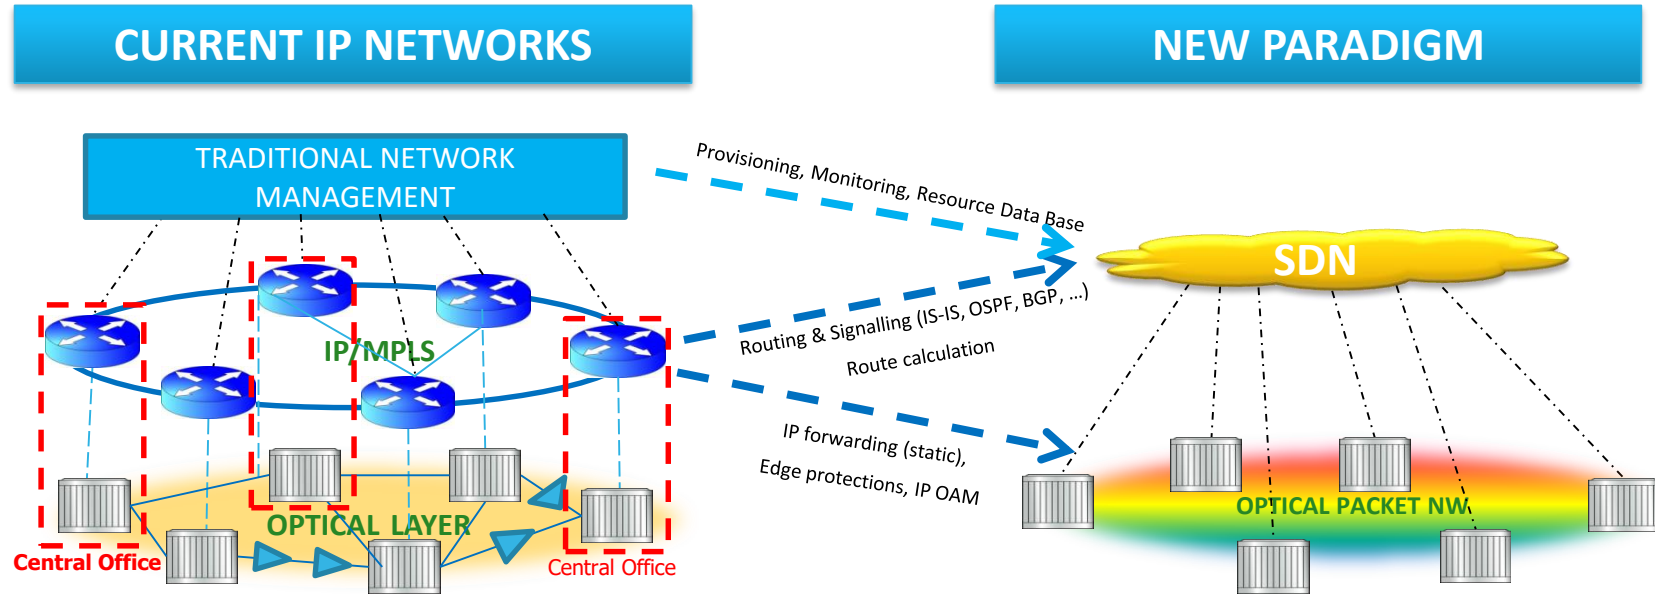 CURRENT IP NETWORKS
NEW PARADIGM
TRADITIONAL NETWORK
MANAGEMENT
Provisioning, Monitoring, Resource Data Base
SDN
Routing & Signalling (IS-IS, OSPF, BGP, ...)
Route calculation
IP/MPLS
IP forwarding (static),
Edge protections, IP OAM
OPTICAL LAYER
OPTICAL PACKET NW
Central Office
Central Office